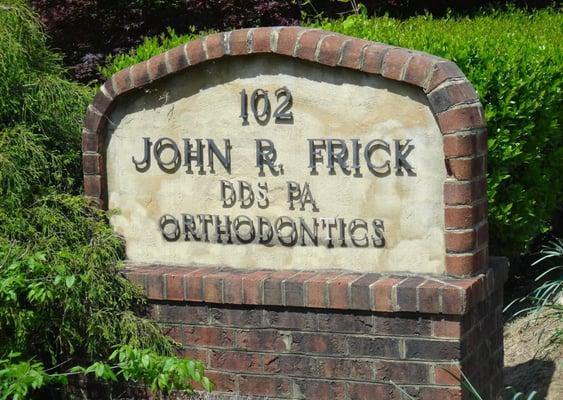 102
JOHN R. FRICK
DDS PA
ORTHODONTICS